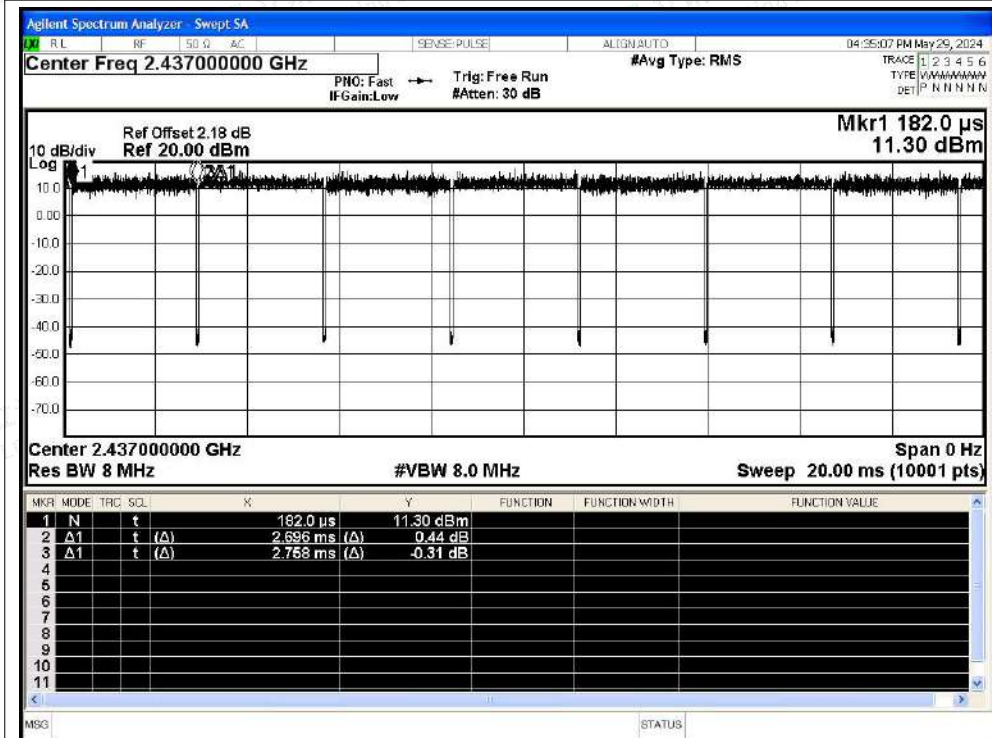 Agilent Spectrum Analyzer - Swept SA
LXI RL RF 50 Ω AC SENSE:PULSE ALIGN AUTO 04:35:07 PM May 29, 2024
Center Freq 2.437000000 GHz #Avg Type: RMS TRACE 1 2 3 4 5 6
PNO: Fast Trig: Free Run TYPE WWWWWWW
IFGain:Low #Atten: 30 dB DET P N N N N N
Mkr1 182.0 µs
Ref Offset 2.18 dB
10 dB/div Ref 20.00 dBm 11.30 dBm
Log
1 3Δ1
10.0
0.00
-10.0
-20.0
-30.0
-40.0
-50.0
-60.0
-70.0
Center 2.437000000 GHz Span 0 Hz
Res BW 8 MHz #VBW 8.0 MHz Sweep 20.00 ms (10001 pts)
MKR MODE TRC SCL X Y FUNCTION FUNCTION WIDTH FUNCTION VALUE
1 N t 182.0 µs 11.30 dBm
2 Δ1 t (Δ) 2.696 ms (Δ) 0.44 dB
3 Δ1 t (Δ) 2.758 ms (Δ) -0.31 dB
4
5
6
7
8
9
10
11
MSG STATUS